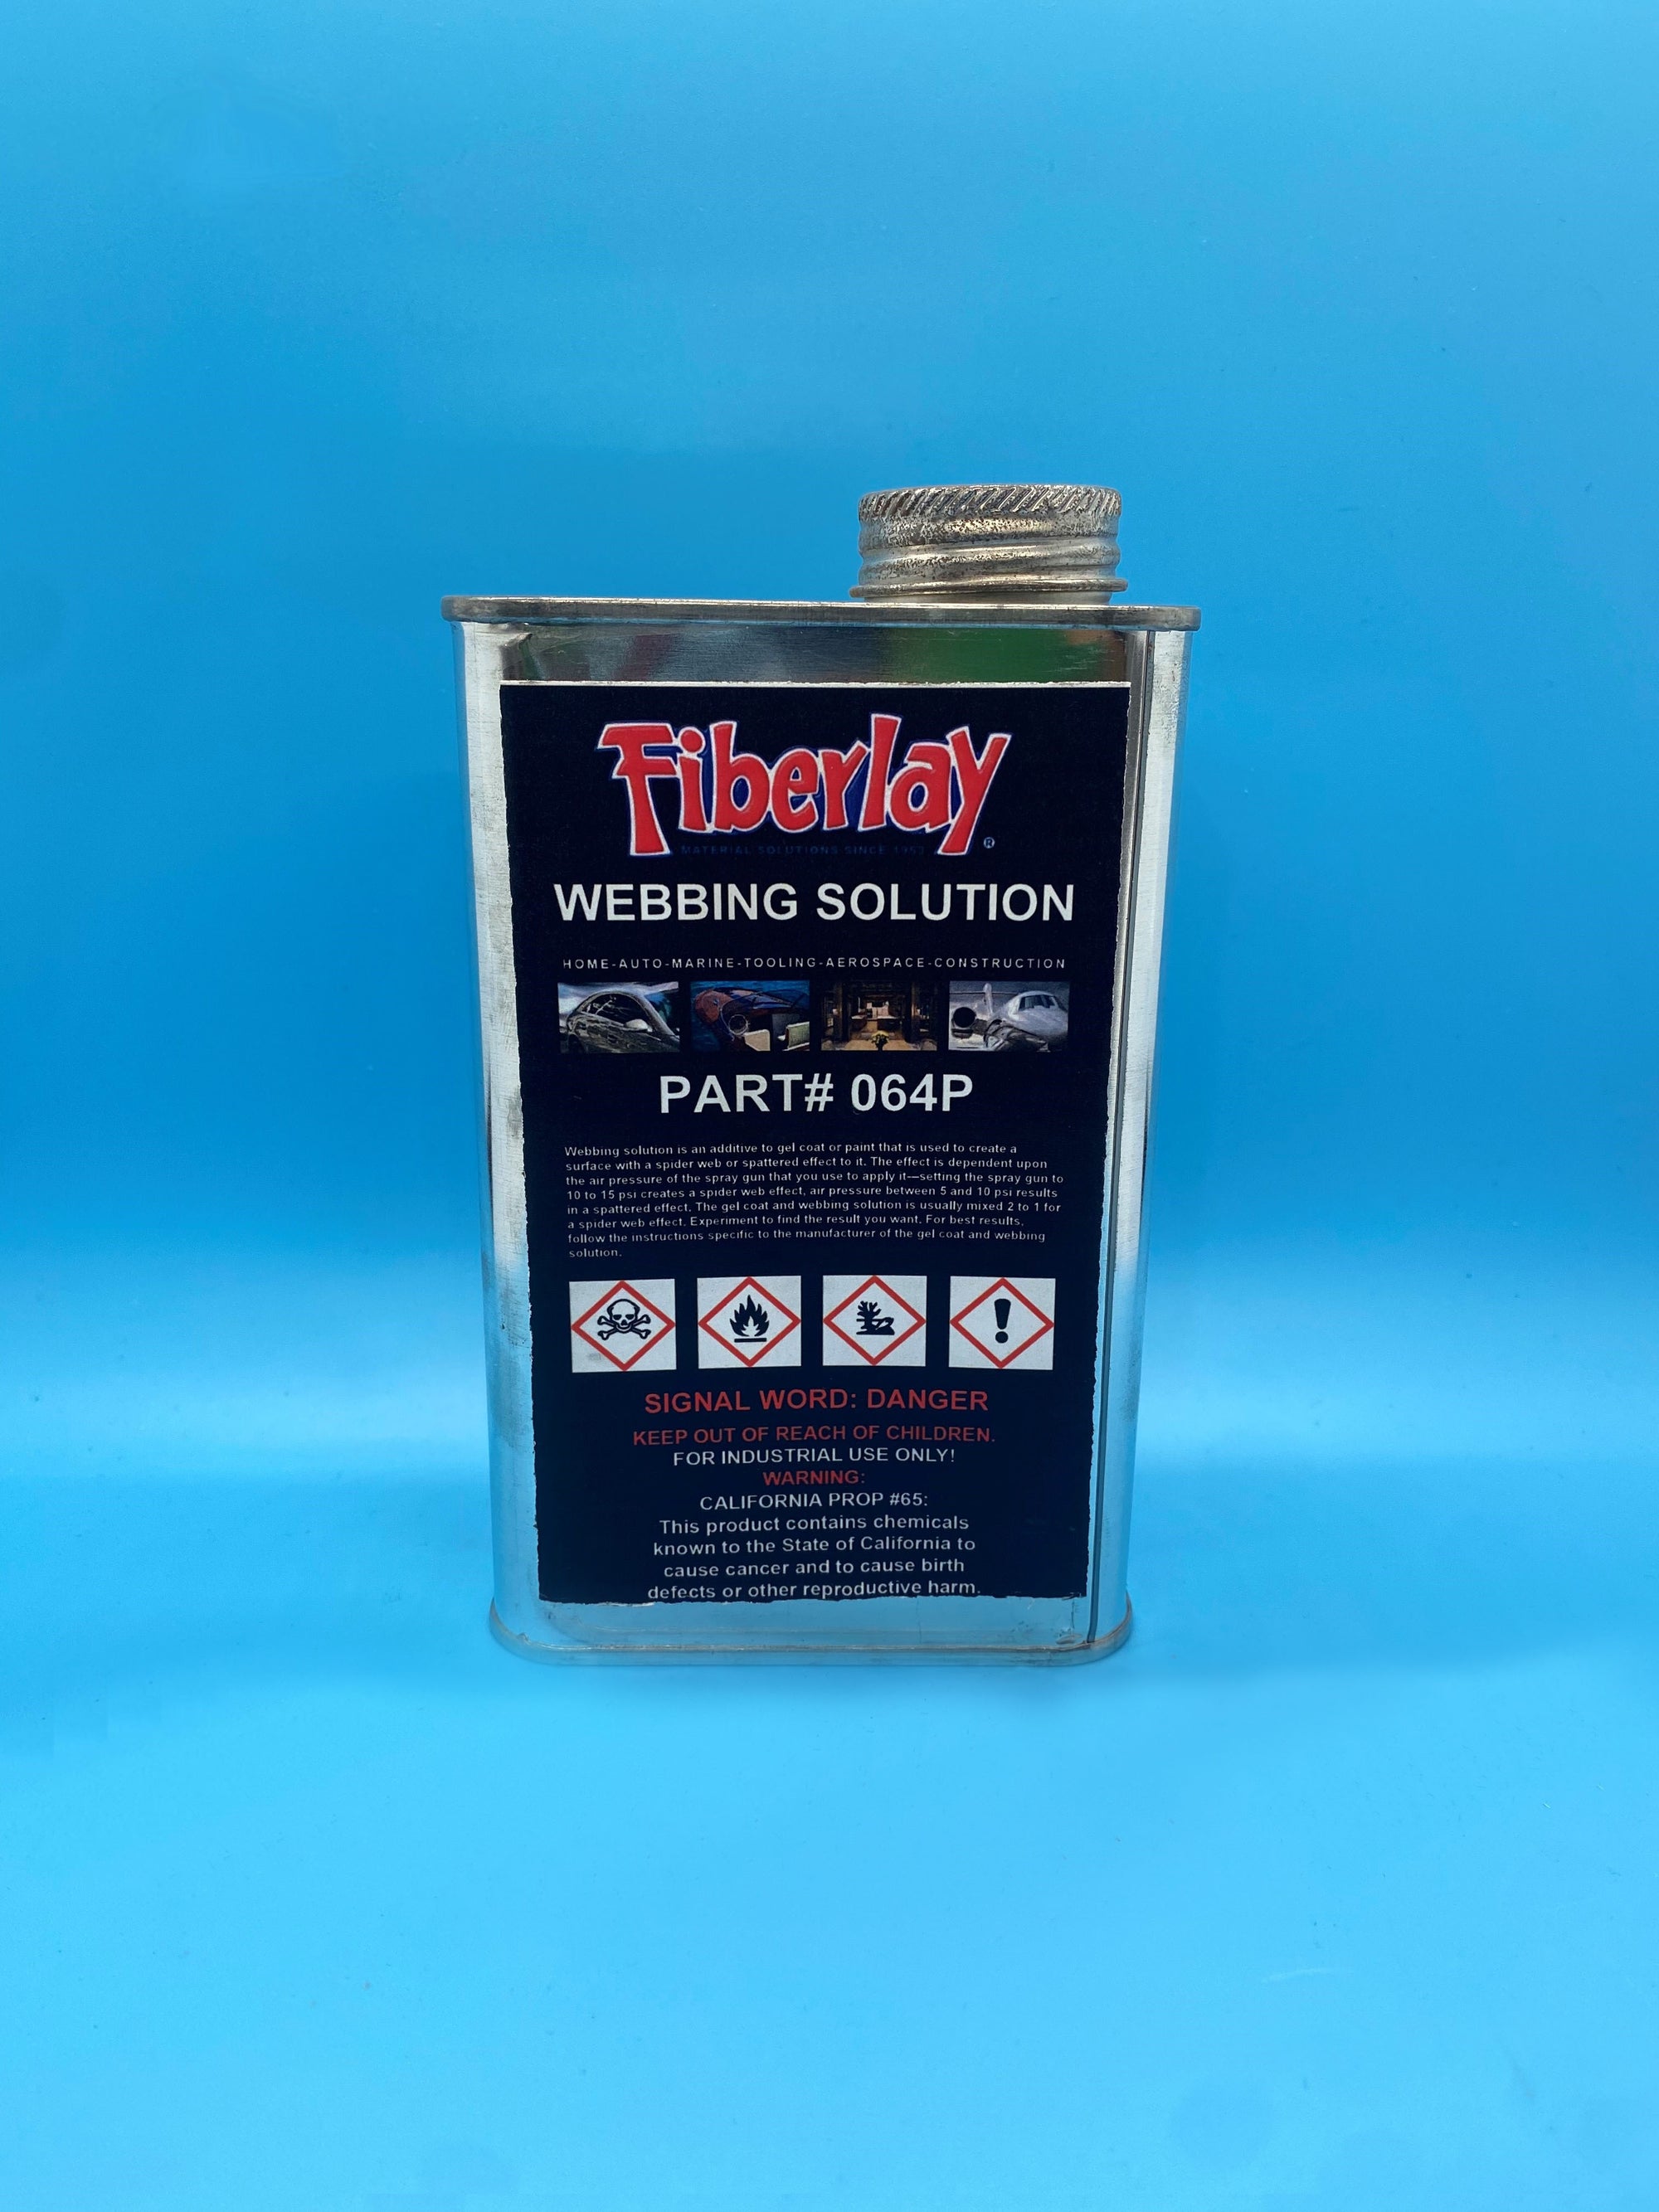 Fiberlay
®
MATERIAL SOLUTIONS SINCE 1953
WEBBING SOLUTION
HOME-AUTO-MARINE-TOOLING-AEROSPACE-CONSTRUCTION
PART# 064P
Webbing solution is an additive to gel coat or paint that is used to create a
surface with a spider web or spattered effect to it. The effect is dependent upon
the air pressure of the spray gun that you use to apply it—setting the spray gun to
10 to 15 psi creates a spider web effect, air pressure between 5 and 10 psi results
in a spattered effect. The gel coat and webbing solution is usually mixed 2 to 1 for
a spider web effect. Experiment to find the result you want. For best results,
follow the instructions specific to the manufacturer of the gel coat and webbing
solution.
SIGNAL WORD: DANGER
KEEP OUT OF REACH OF CHILDREN.
FOR INDUSTRIAL USE ONLY!
WARNING:
CALIFORNIA PROP #65:
This product contains chemicals
known to the State of California to
cause cancer and to cause birth
defects or other reproductive harm.